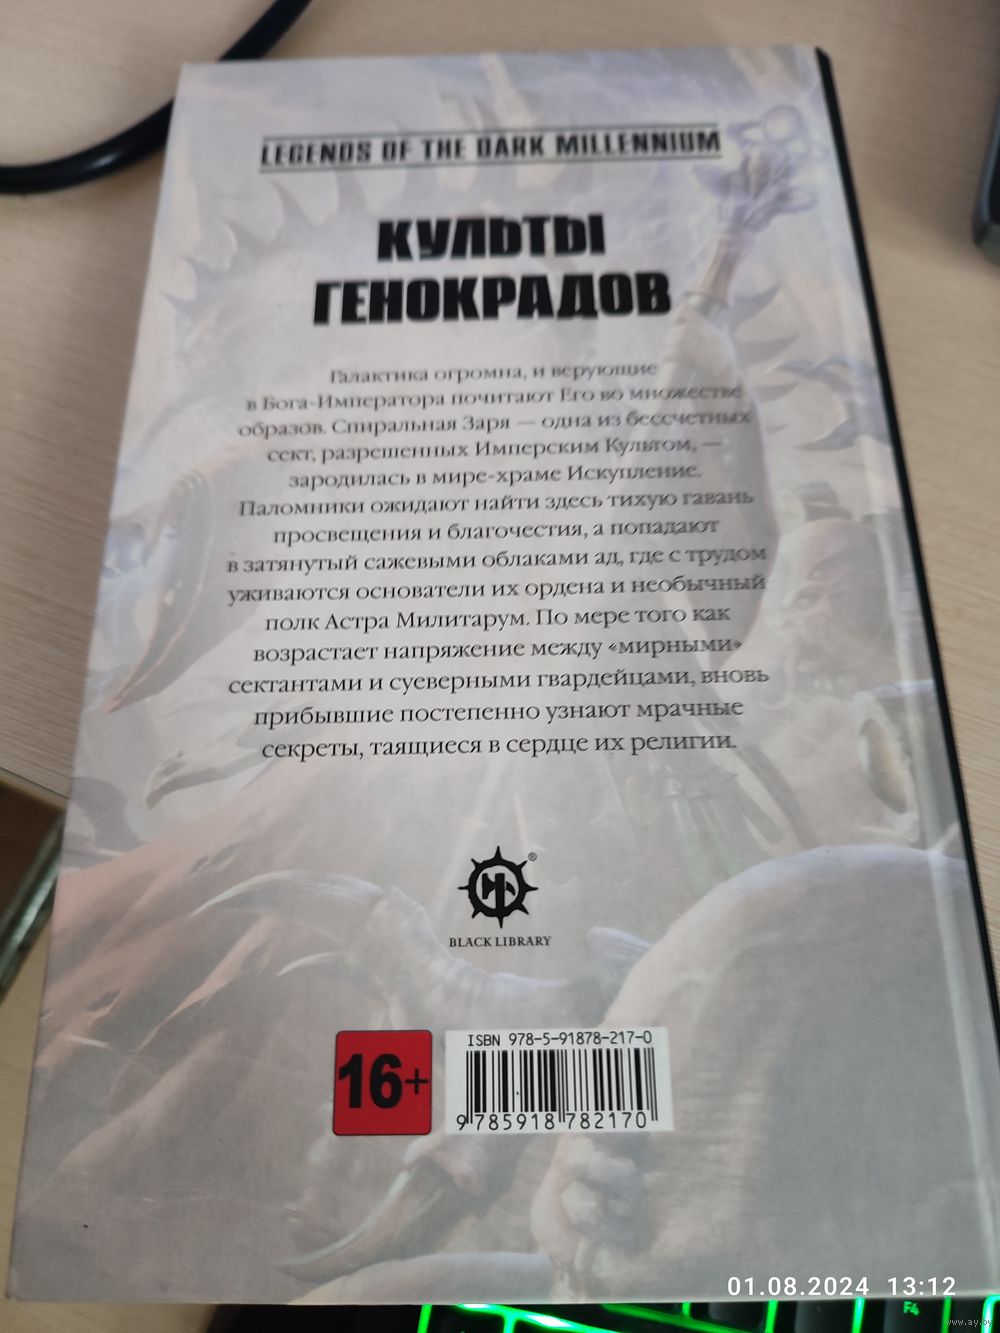 LEGENDS OF THE DARK MILLENNIUM
КУЛЬТЫ
ГЕНОКРАДОВ
Галактика огромна, и верующие
в Бога-Императора почитают Его во множестве
образов. Спиральная Заря — одна из бессчетных
сект, разрешенных Имперским Культом, —
зародилась в мире-храме Искупление.
Паломники ожидают найти здесь тихую гавань
просвещения и благочестия, а попадают
в затянутый сажевыми облаками ад, где с трудом
уживаются основатели их ордена и необычный
полк Астра Милитарум. По мере того как
возрастает напряжение между «мирными»
сектантами и суеверными гвардейцами, вновь
прибывшие постепенно узнают мрачные
секреты, таящиеся в сердце их религии.
®
BLACK LIBRARY
16+
ISBN 978-5-91878-217-0
9 785918 782170
01.08.2024 13:12
F4
www.ay.by